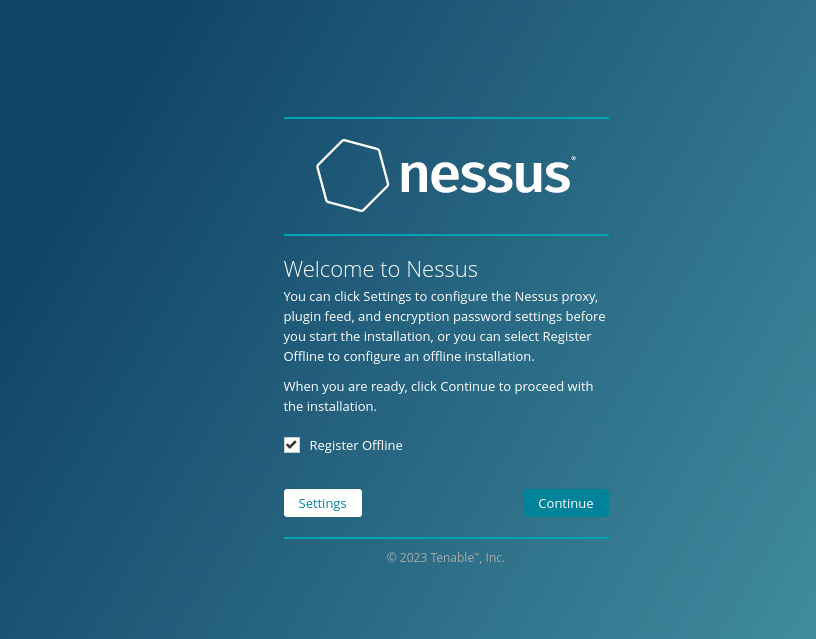 nessus®
Welcome to Nessus
You can click Settings to configure the Nessus proxy,
plugin feed, and encryption password settings before
you start the installation, or you can select Register
Offline to configure an offline installation.
When you are ready, click Continue to proceed with
the installation.
Register Offline
Settings
Continue
© 2023 Tenable™, Inc.